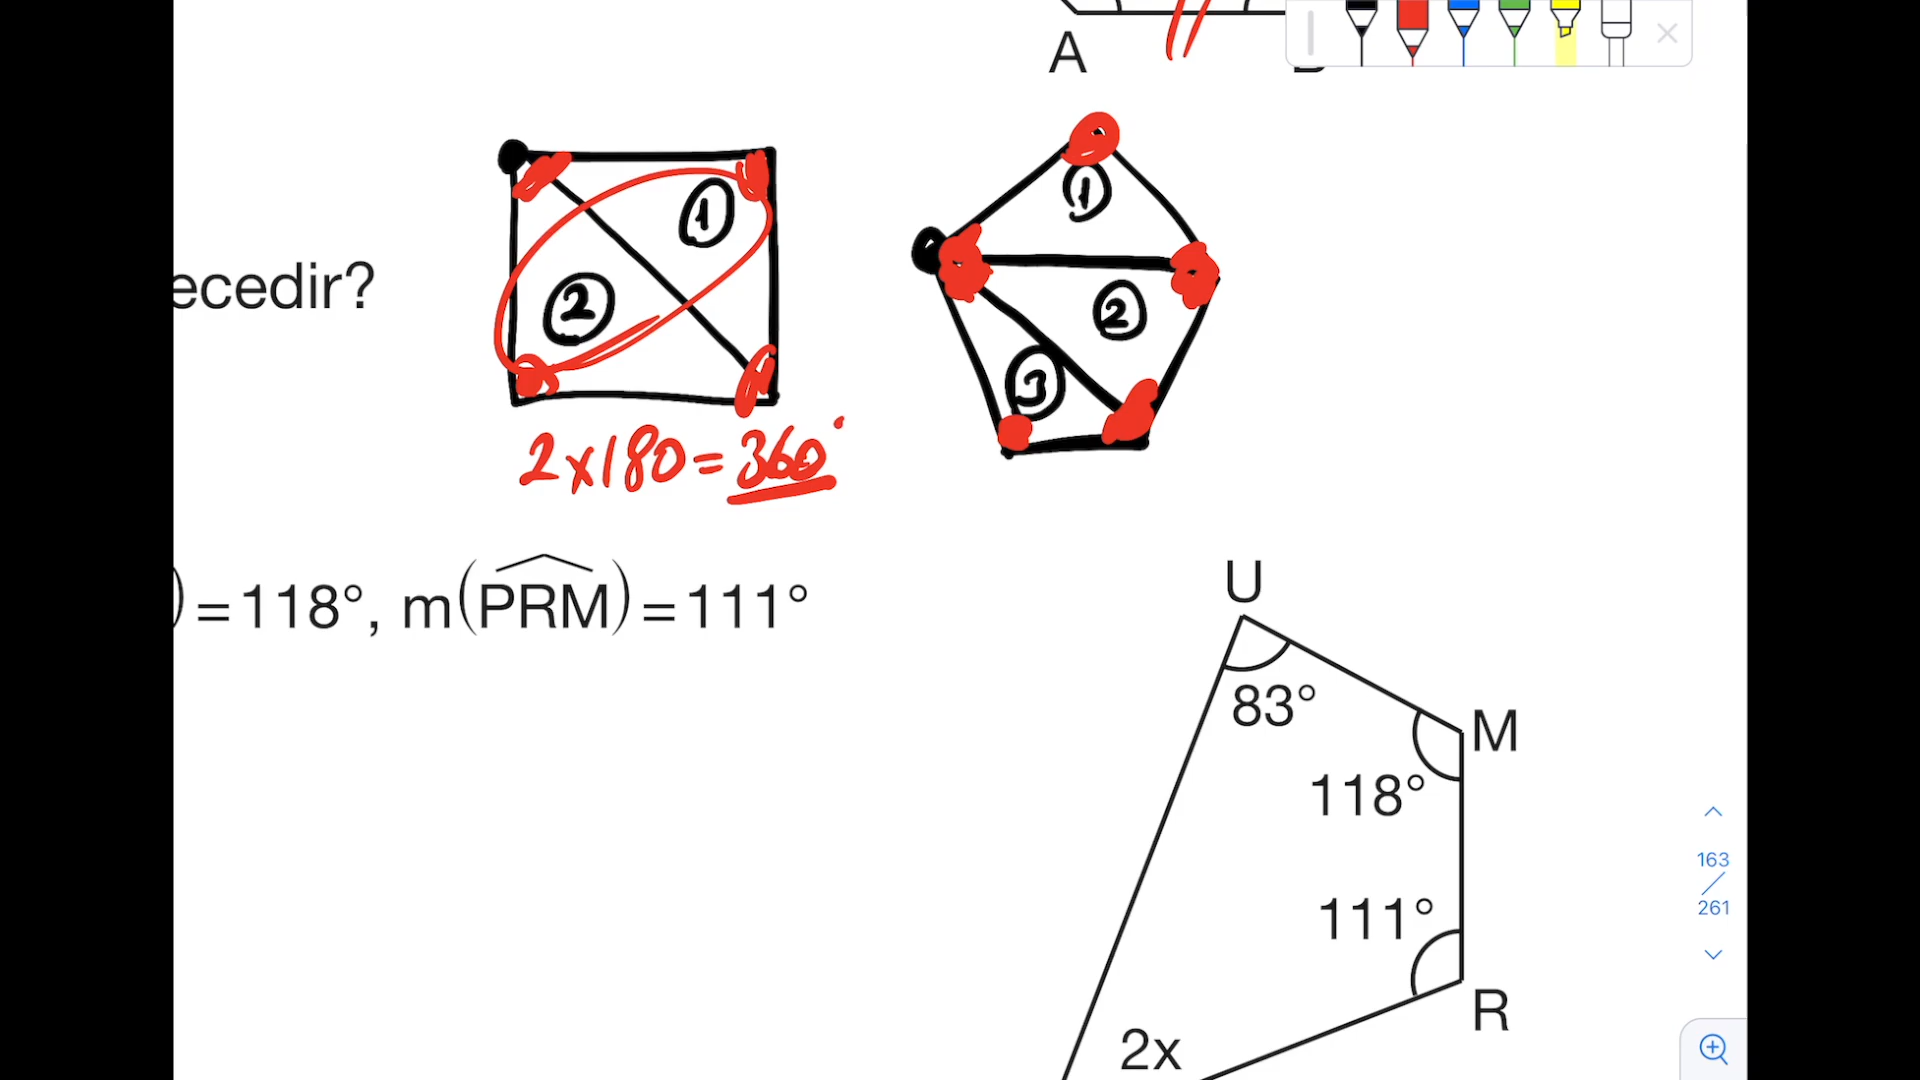 A
1
2
1
2
3
ecedir?
2x180=360°
)=118°, m(PRM)=111°
U
83°
M
118°
111°
R
2x
163
261